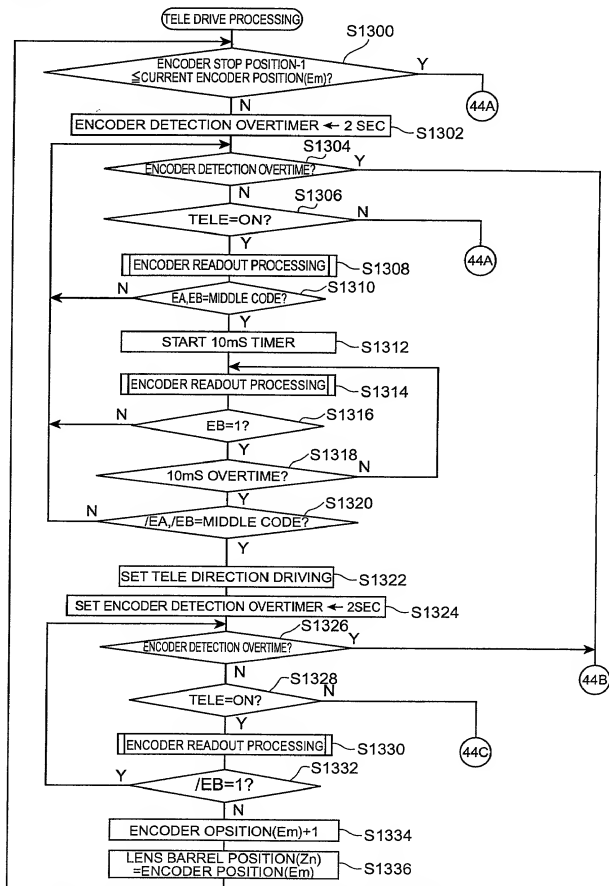 TELE DRIVE PROCESSING
S1300
ENCODER STOP POSITION-1
≦CURRENT ENCODER POSITION(Em)?
Y
44A
N
ENCODER DETECTION OVERTIMER ← 2 SEC
S1302
S1304
ENCODER DETECTION OVERTIME?
Y
N
S1306
TELE=ON?
N
44A
Y
ENCODER READOUT PROCESSING
S1308
S1310
N
EA,EB=MIDDLE CODE?
Y
START 10mS TIMER
S1312
ENCODER READOUT PROCESSING
S1314
S1316
N
EB=1?
Y
S1318
10mS OVERTIME?
N
Y
S1320
N
/EA,/EB=MIDDLE CODE?
Y
SET TELE DIRECTION DRIVING
S1322
SET ENCODER DETECTION OVERTIMER ← 2SEC
S1324
S1326
ENCODER DETECTION OVERTIME?
Y
44B
N
S1328
TELE=ON?
N
44C
Y
ENCODER READOUT PROCESSING
S1330
S1332
Y
/EB=1?
N
ENCODER OPSITION(Em)+1
S1334
LENS BARREL POSITION(Zn)
=ENCODER POSITION(Em)
S1336